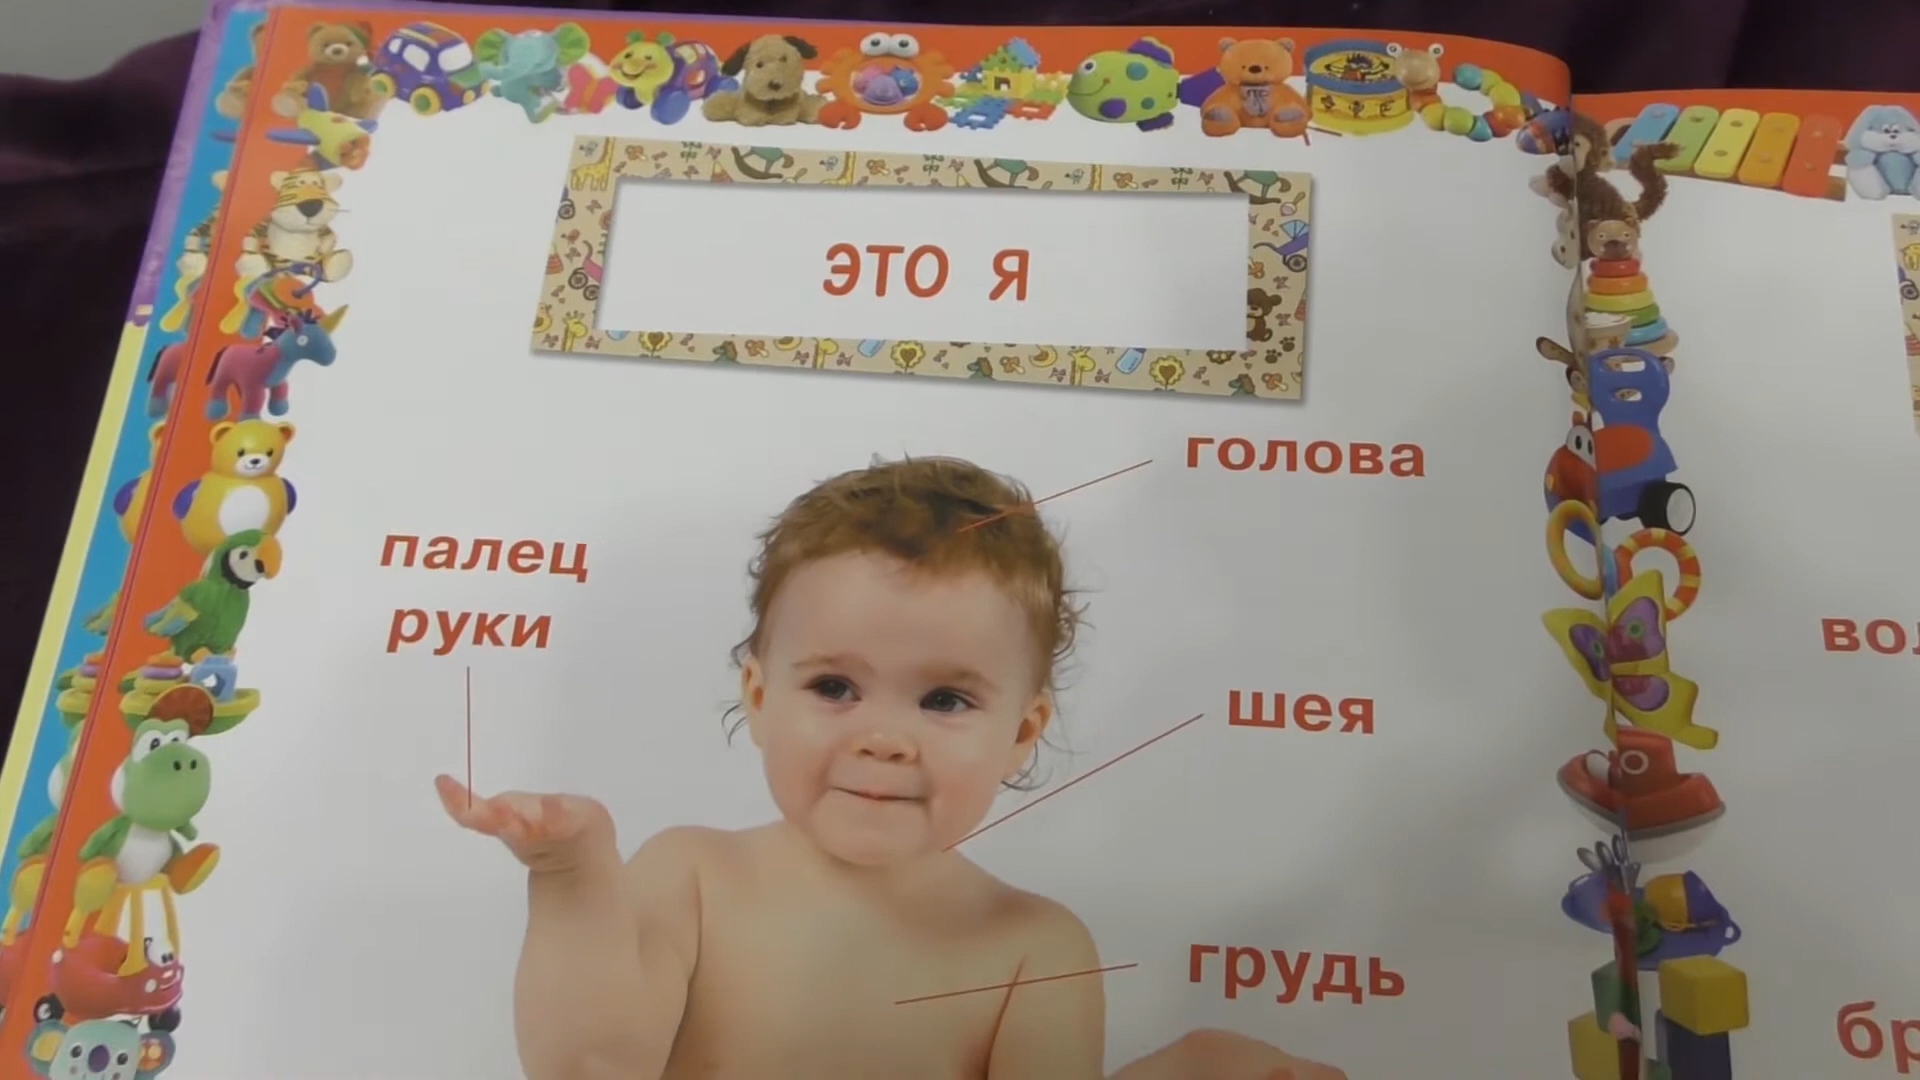 ЭТО Я
голова
палец
руки
шея
грудь